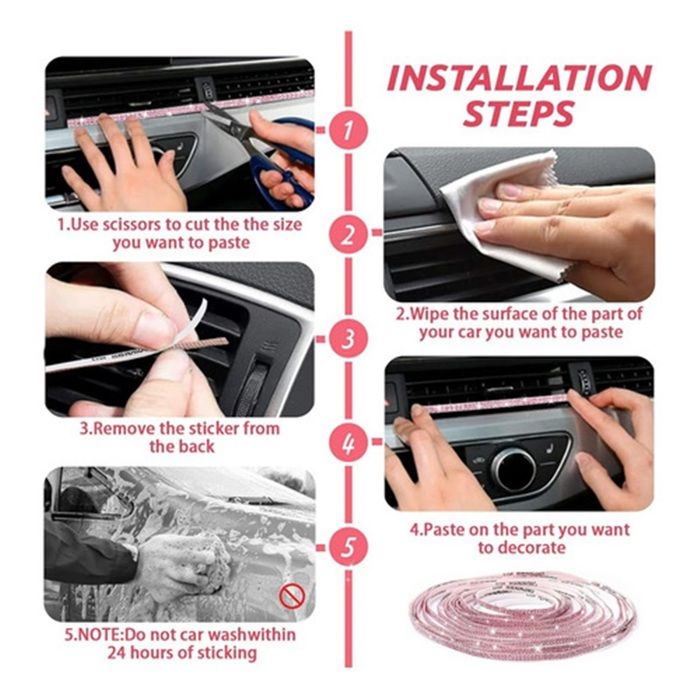 INSTALLATION
STEPS
1
1.Use scissors to cut the the size
you want to paste
2
2.Wipe the surface of the part of
your car you want to paste
3
3.Remove the sticker from
the back
4
4.Paste on the part you want
to decorate
5
5.NOTE:Do not car washwithin
24 hours of sticking